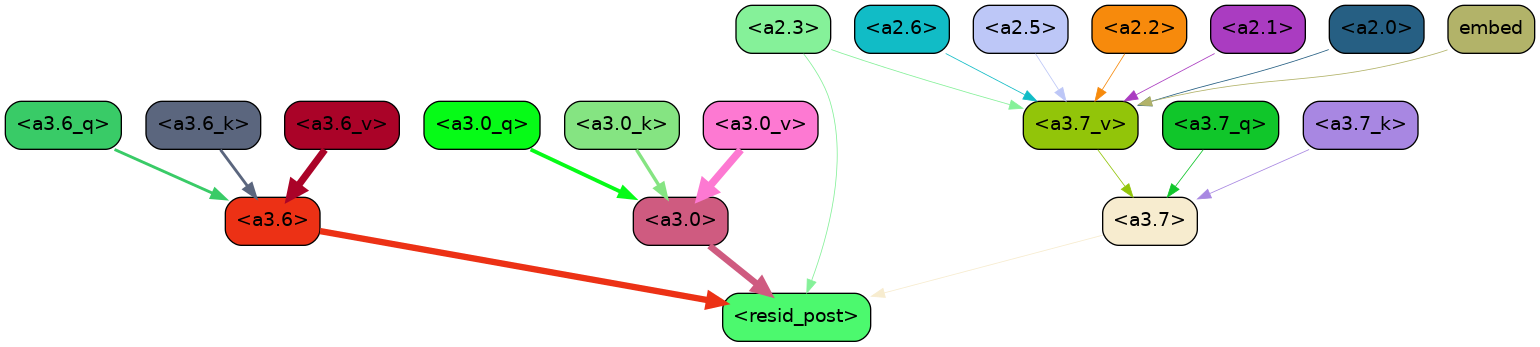 <a2.3> <a2.6> <a2.5> <a2.2> <a2.1> <a2.0> embed
<a3.6_q> <a3.6_k> <a3.6_v> <a3.0_q> <a3.0_k> <a3.0_v> <a3.7_v> <a3.7_q> <a3.7_k>
<a3.6> <a3.0> <a3.7>
<resid_post>